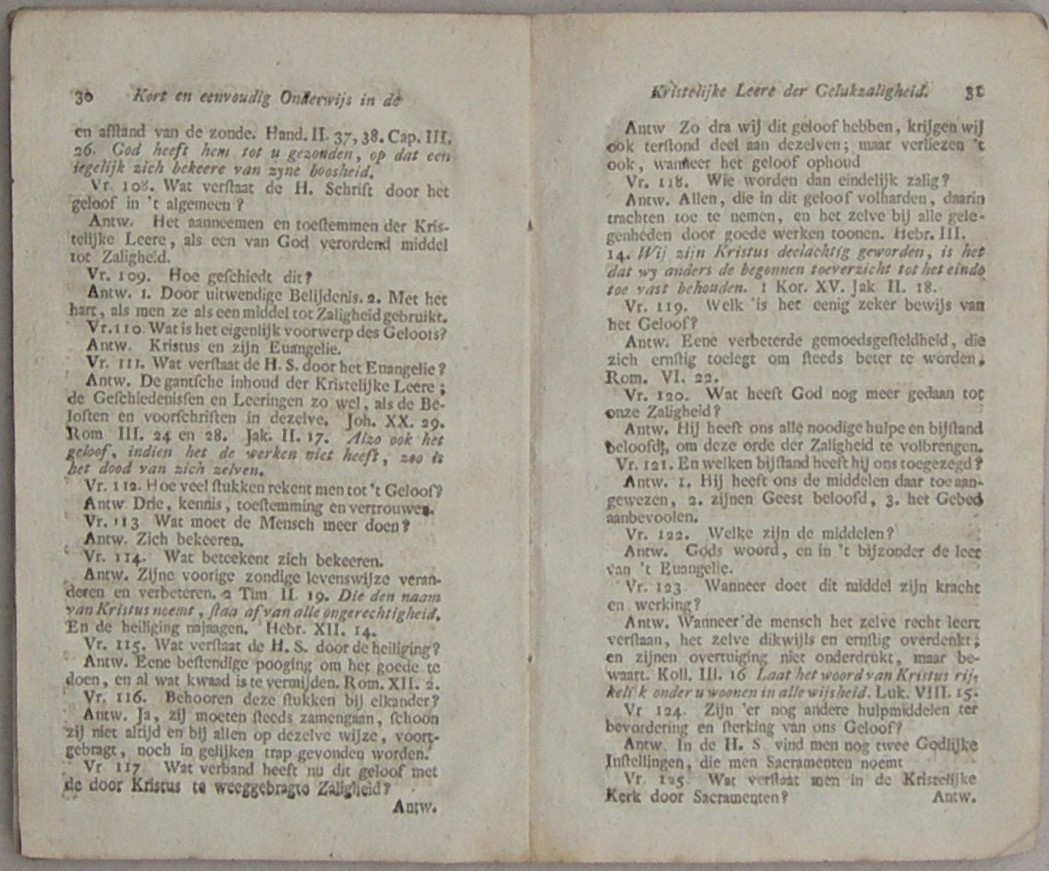 30 Kort en eenvoudig Onderwijs in de
en afstand van de zonde. Hand. II. 37, 38. Cap. III.
26. God heeft hem tot u gezonden, op dat een
iegelijk zich bekeere van zyne boosheid.
Vr. 108. Wat verstaat de H. Schrift door het
geloof in 't algemeen?
Antw. Het aanneemen en toestemmen der Kris-
telijke Leere, als een van God verordend middel
tot Zaligheid.
Vr. 109. Hoe geschiedt dit?
Antw. 1. Door uitwendige Belijdenis. 2. Met het
hart, als men ze als een middel tot Zaligheid gebruikt.
Vr. 110. Wat is het eigenlijk voorwerp des Geloofs?
Antw. Kristus en zijn Euangelie.
Vr. 111. Wat verstaat de H. S. door het Euangelie?
Antw. De gantsche inhoud der Kristelijke Leere;
de Geschiedenissen en Leeringen zo wel, als de Be-
loften en voorschriften in dezelve. Joh. XX. 29.
Rom III. 24 en 28. Jak. II. 17. Alzo ook het
geloof, indien het de werken niet heeft, zoo is
het dood van zich zelven.
Vr. 112. Hoe veel stukken rekent men tot 't Geloof?
Antw Drie, kennis, toestemming en vertrouwen.
Vr. 113 Wat moet de Mensch meer doen?
Antw. Zich bekeeren.
Vr. 114. Wat beteekent zich bekeeren.
Antw. Zijne voorige zondige levenswijze veran-
deren en verbeteren. 2 Tim II. 19. Die den naam
van Kristus noemt, staa af van alle ongerechtigheid.
En de heiliging najaagen. Hebr. XII. 14.
Vr. 115. Wat verstaat de H. S. door de heiliging?
Antw. Eene bestendige pooging om het goede te
doen, en al wat kwaad is te vermijden. Rom. XII. 2.
Vr. 116. Behooren deze stukken bij elkander?
Antw. Ja, zij moeten steeds zamengaan, schoon
zij niet altijd en bij allen op dezelve wijze, voort-
gebragt, noch in gelijken trap gevonden worden.
Vr 117 Wat verband heeft nu dit geloof met
de door Kristus te weeggebragte Zaligheid?
Antw.
Kristelijke Leere der Gelukzaligheid. 31
Antw Zo dra wij dit geloof hebben, krijgen wij
ook terstond deel aan dezelven; maar verliezen 't
ook, wanneer het geloof ophoud
Vr. 118. Wie worden dan eindelijk zalig?
Antw. Allen, die in dit geloof volharden, daarin
trachten toe te nemen, en het zelve bij alle gele-
genheden door goede werken toonen. Hebr. III.
14. Wij zijn Kristus deelachtig geworden, is het
dat wy anders de begonnen toeverzicht tot het einde
toe vast behouden. 1 Kor. XV. Jak II. 18.
Vr. 119. Welk is het eenig zeker bewijs van
het Geloof?
Antw. Eene verbeterde gemoedsgesteldheid, die
zich ernstig toelegt om steeds beter te worden,
Rom. VI. 22.
Vr. 120. Wat heeft God nog meer gedaan tot
onze Zaligheid?
Antw. Hij heeft ons alle noodige hulpe en bijstand
beloofd, om deze orde der Zaligheid te volbrengen.
Vr. 121. En welken bijstand heeft hij ons toegezegd?
Antw. 1. Hij heeft ons de middelen daar toe aan-
gewezen, 2. zijnen Geest beloofd, 3. het Gebed
aanbevoolen.
Vr. 122. Welke zijn de middelen?
Antw. Gods woord, en in 't bijzonder de leer
van 't Euangelie.
Vr. 123 Wanneer doet dit middel zijn kracht
en werking?
Antw. Wanneer de mensch het zelve recht leert
verstaan, het zelve dikwijls en ernstig overdenkt,
en zijnen overtuiging niet onderdrukt, maar be-
waart. Koll. III. 16 Laat het woord van Kristus rij-
kelijk onder u woonen in alle wijsheid. Luk. VIII. 15.
Vr 124. Zijn 'er nog andere hulpmiddelen ter
bevordering en sterking van ons Geloof?
Antw. In de H. S vind men nog twee Godlijke
Instellingen, die men Sacramenten noemt
Vr. 125 Wat verstaat men in de Kristelijke
Kerk door Sacramenten? Antw.